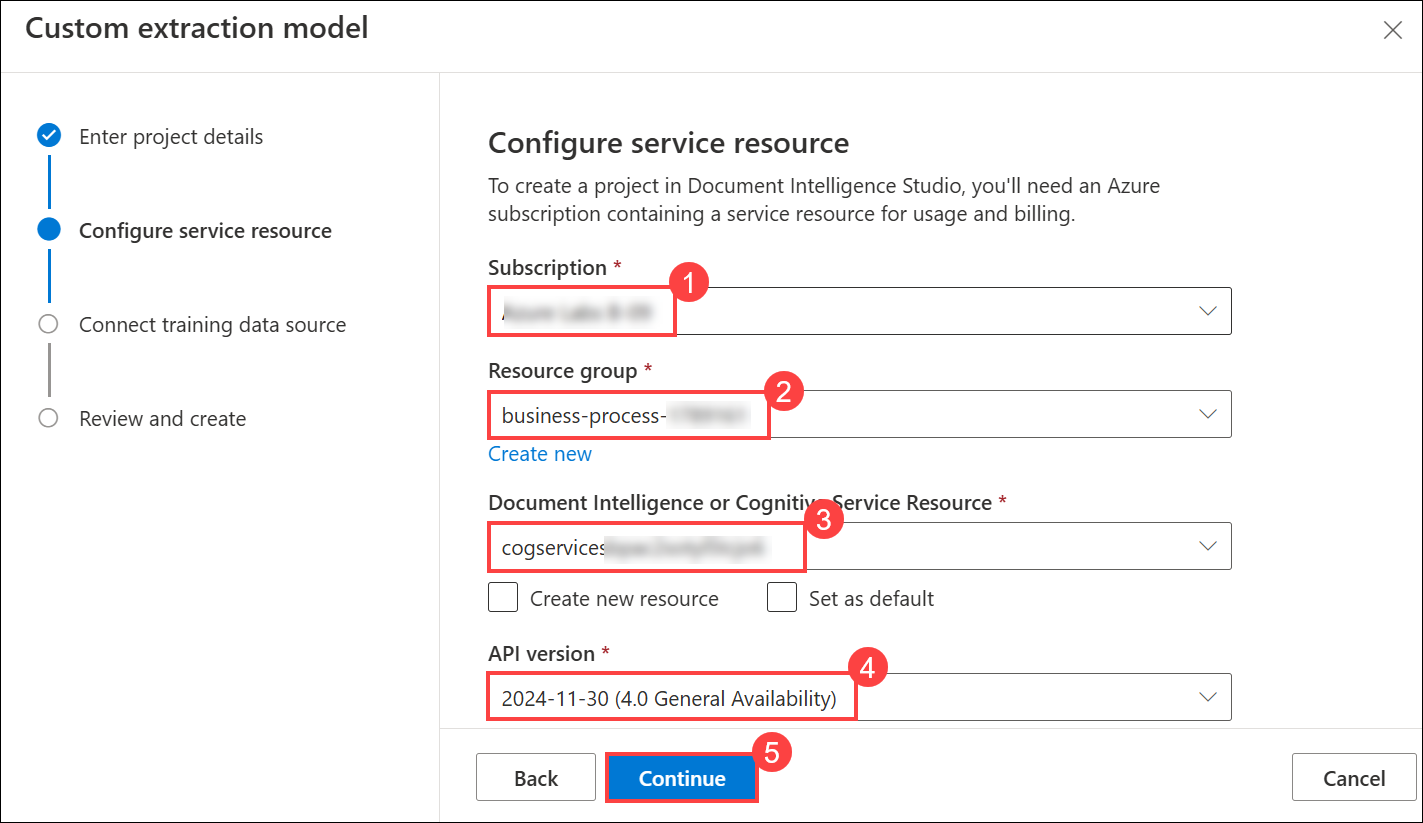 Custom extraction model
Enter project details
Configure service resource
Connect training data source
Review and create
Configure service resource
To create a project in Document Intelligence Studio, you'll need an Azure
subscription containing a service resource for usage and billing.
Subscription *
1
Resource group *
2
business-process-
Create new
Document Intelligence or Cognitive Service Resource *
3
cogservices
Create new resource
Set as default
API version *
4
2024-11-30 (4.0 General Availability)
5
Back
Continue
Cancel